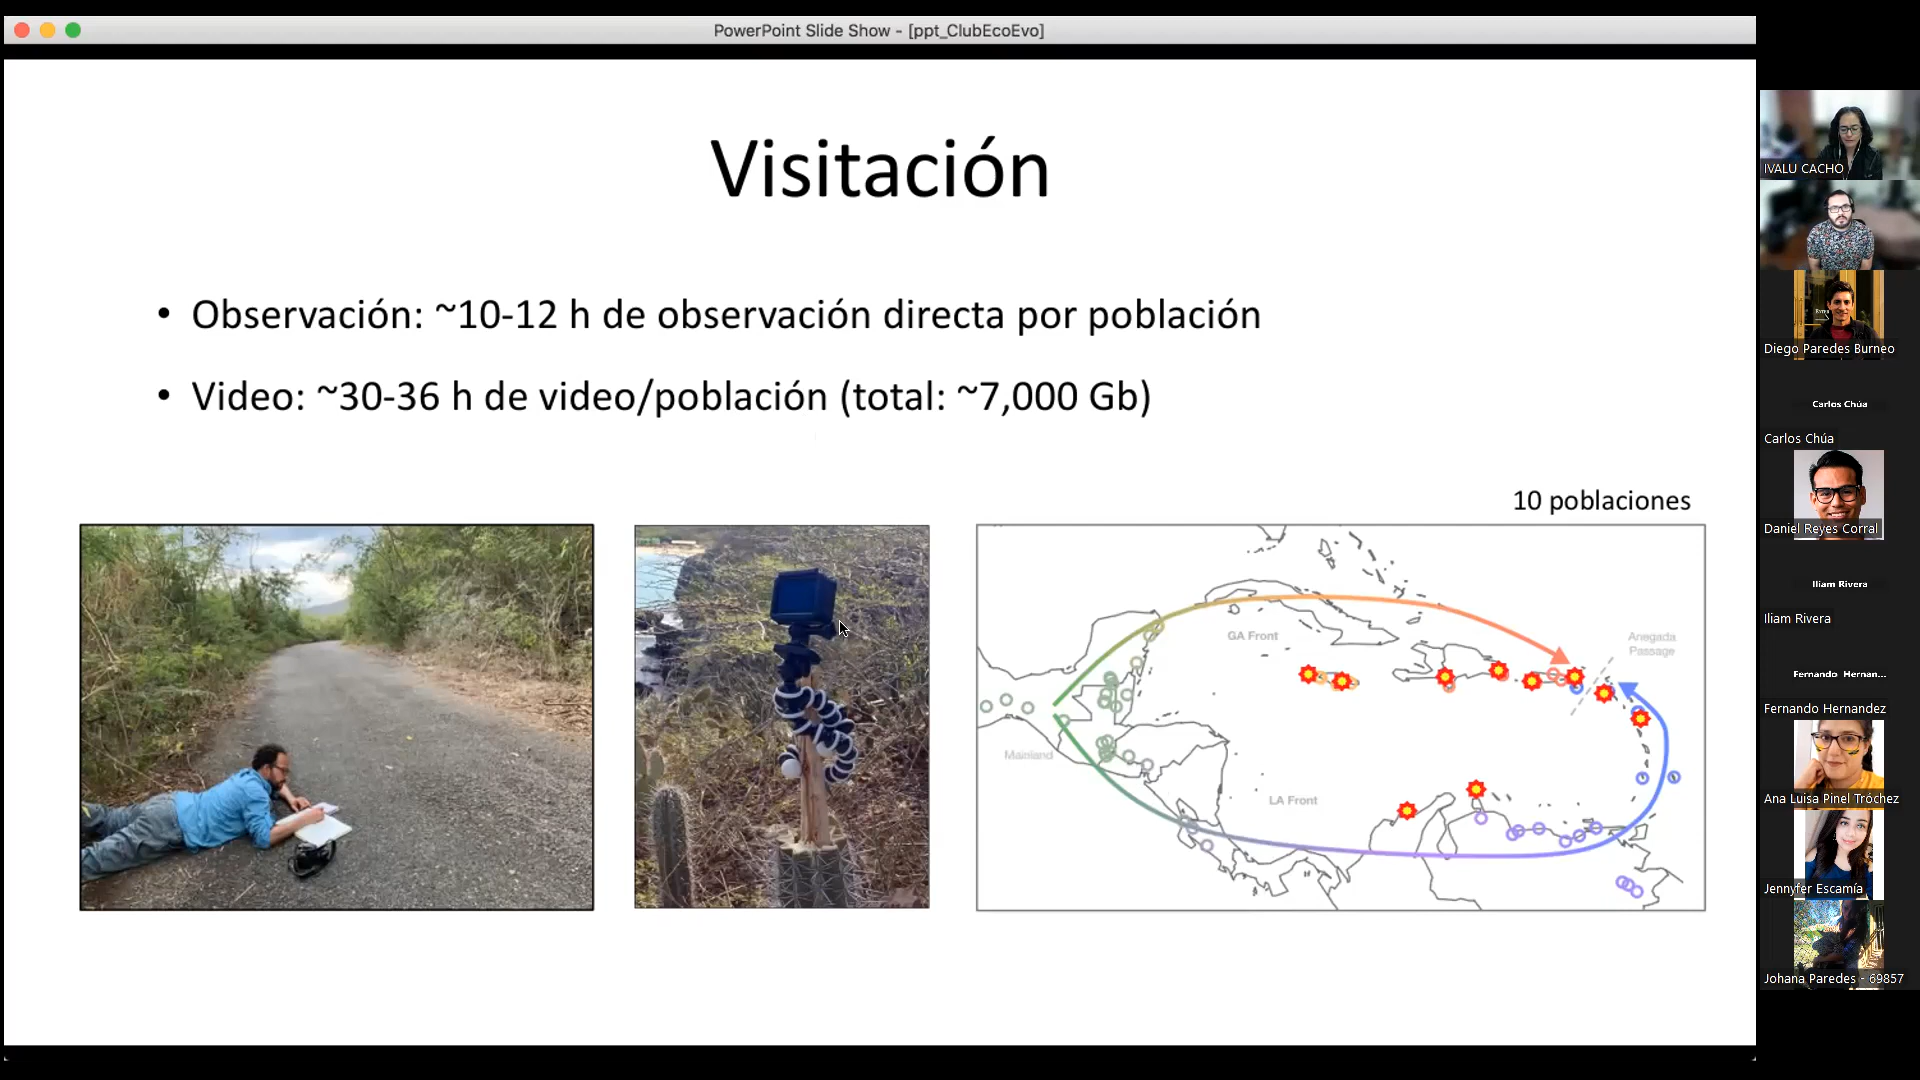 PowerPoint Slide Show - [ppt_ClubEcoEvo]
Visitación
• Observación: ~10-12 h de observación directa por población
• Video: ~30-36 h de video/población (total: ~7,000 Gb)
10 poblaciones
GA Front
Anegada
Passage
Mainland
LA Front
IVALU CACHO
Diego Paredes Burneo
Carlos Chúa
Carlos Chúa
Daniel Reyes Corral
Iliam Rivera
Iliam Rivera
Fernando Hernan...
Fernando Hernandez
Ana Luisa Pinel Tróchez
Jennyfer Escamía
Johana Paredes - 69857